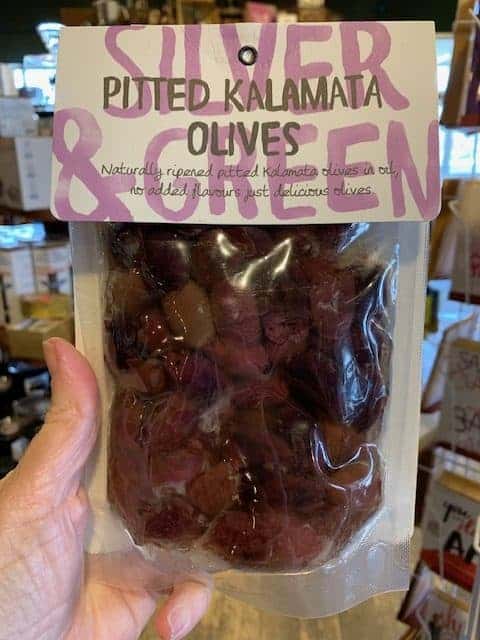 SILVER
& GREEN
PITTED KALAMATA
OLIVES
Naturally ripened pitted Kalamata olives in oil,
no added flavours just delicious olives.